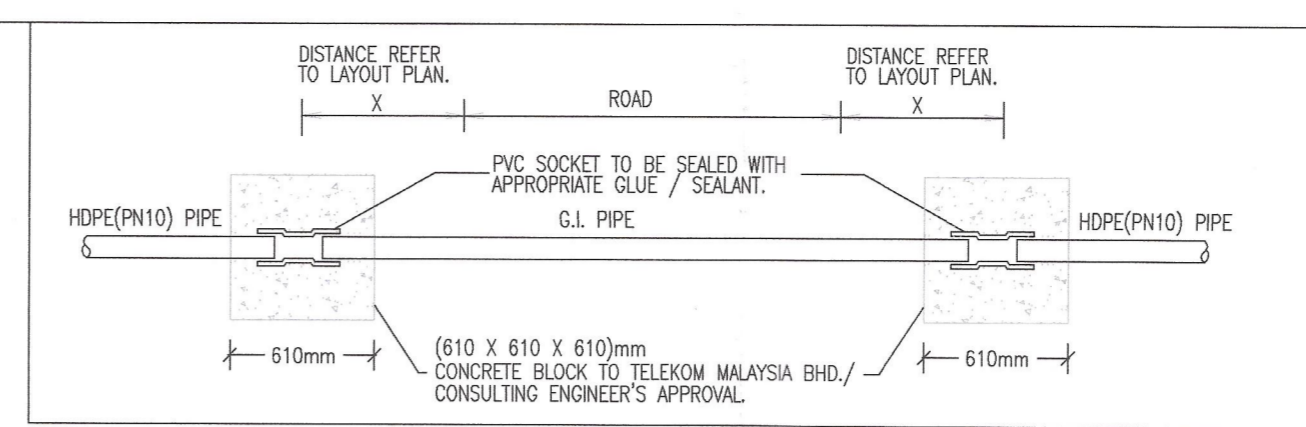 DISTANCE REFER
TO LAYOUT PLAN.
X
ROAD
DISTANCE REFER
TO LAYOUT PLAN.
X
PVC SOCKET TO BE SEALED WITH
APPROPRIATE GLUE / SEALANT.
HDPE(PN10) PIPE
G.I. PIPE
HDPE(PN10) PIPE
610mm
(610 X 610 X 610)mm
CONCRETE BLOCK TO TELEKOM MALAYSIA BHD./
CONSULTING ENGINEER'S APPROVAL.
610mm